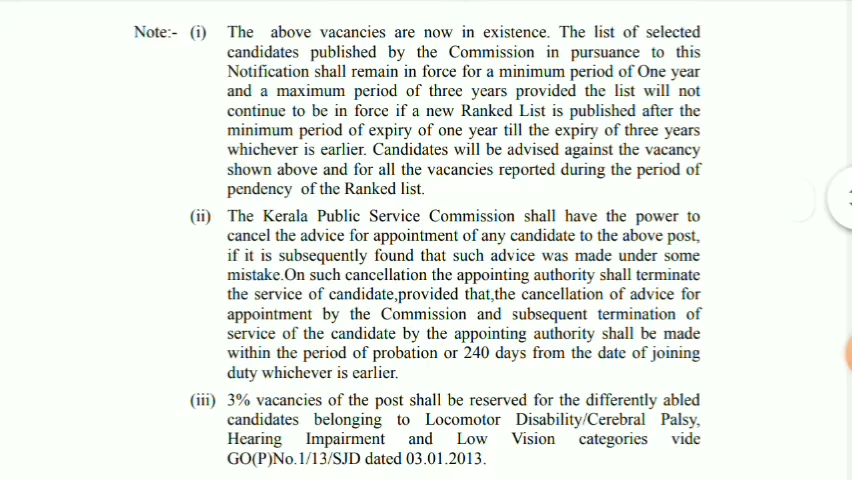 Note:- (i) The above vacancies are now in existence. The list of selected
candidates published by the Commission in pursuance to this
Notification shall remain in force for a minimum period of One year
and a maximum period of three years provided the list will not
continue to be in force if a new Ranked List is published after the
minimum period of expiry of one year till the expiry of three years
whichever is earlier. Candidates will be advised against the vacancy
shown above and for all the vacancies reported during the period of
pendency of the Ranked list.
(ii) The Kerala Public Service Commission shall have the power to
cancel the advice for appointment of any candidate to the above post,
if it is subsequently found that such advice was made under some
mistake.On such cancellation the appointing authority shall terminate
the service of candidate,provided that,the cancellation of advice for
appointment by the Commission and subsequent termination of
service of the candidate by the appointing authority shall be made
within the period of probation or 240 days from the date of joining
duty whichever is earlier.
(iii) 3% vacancies of the post shall be reserved for the differently abled
candidates belonging to Locomotor Disability/Cerebral Palsy,
Hearing Impairment and Low Vision categories vide
GO(P)No.1/13/SJD dated 03.01.2013.